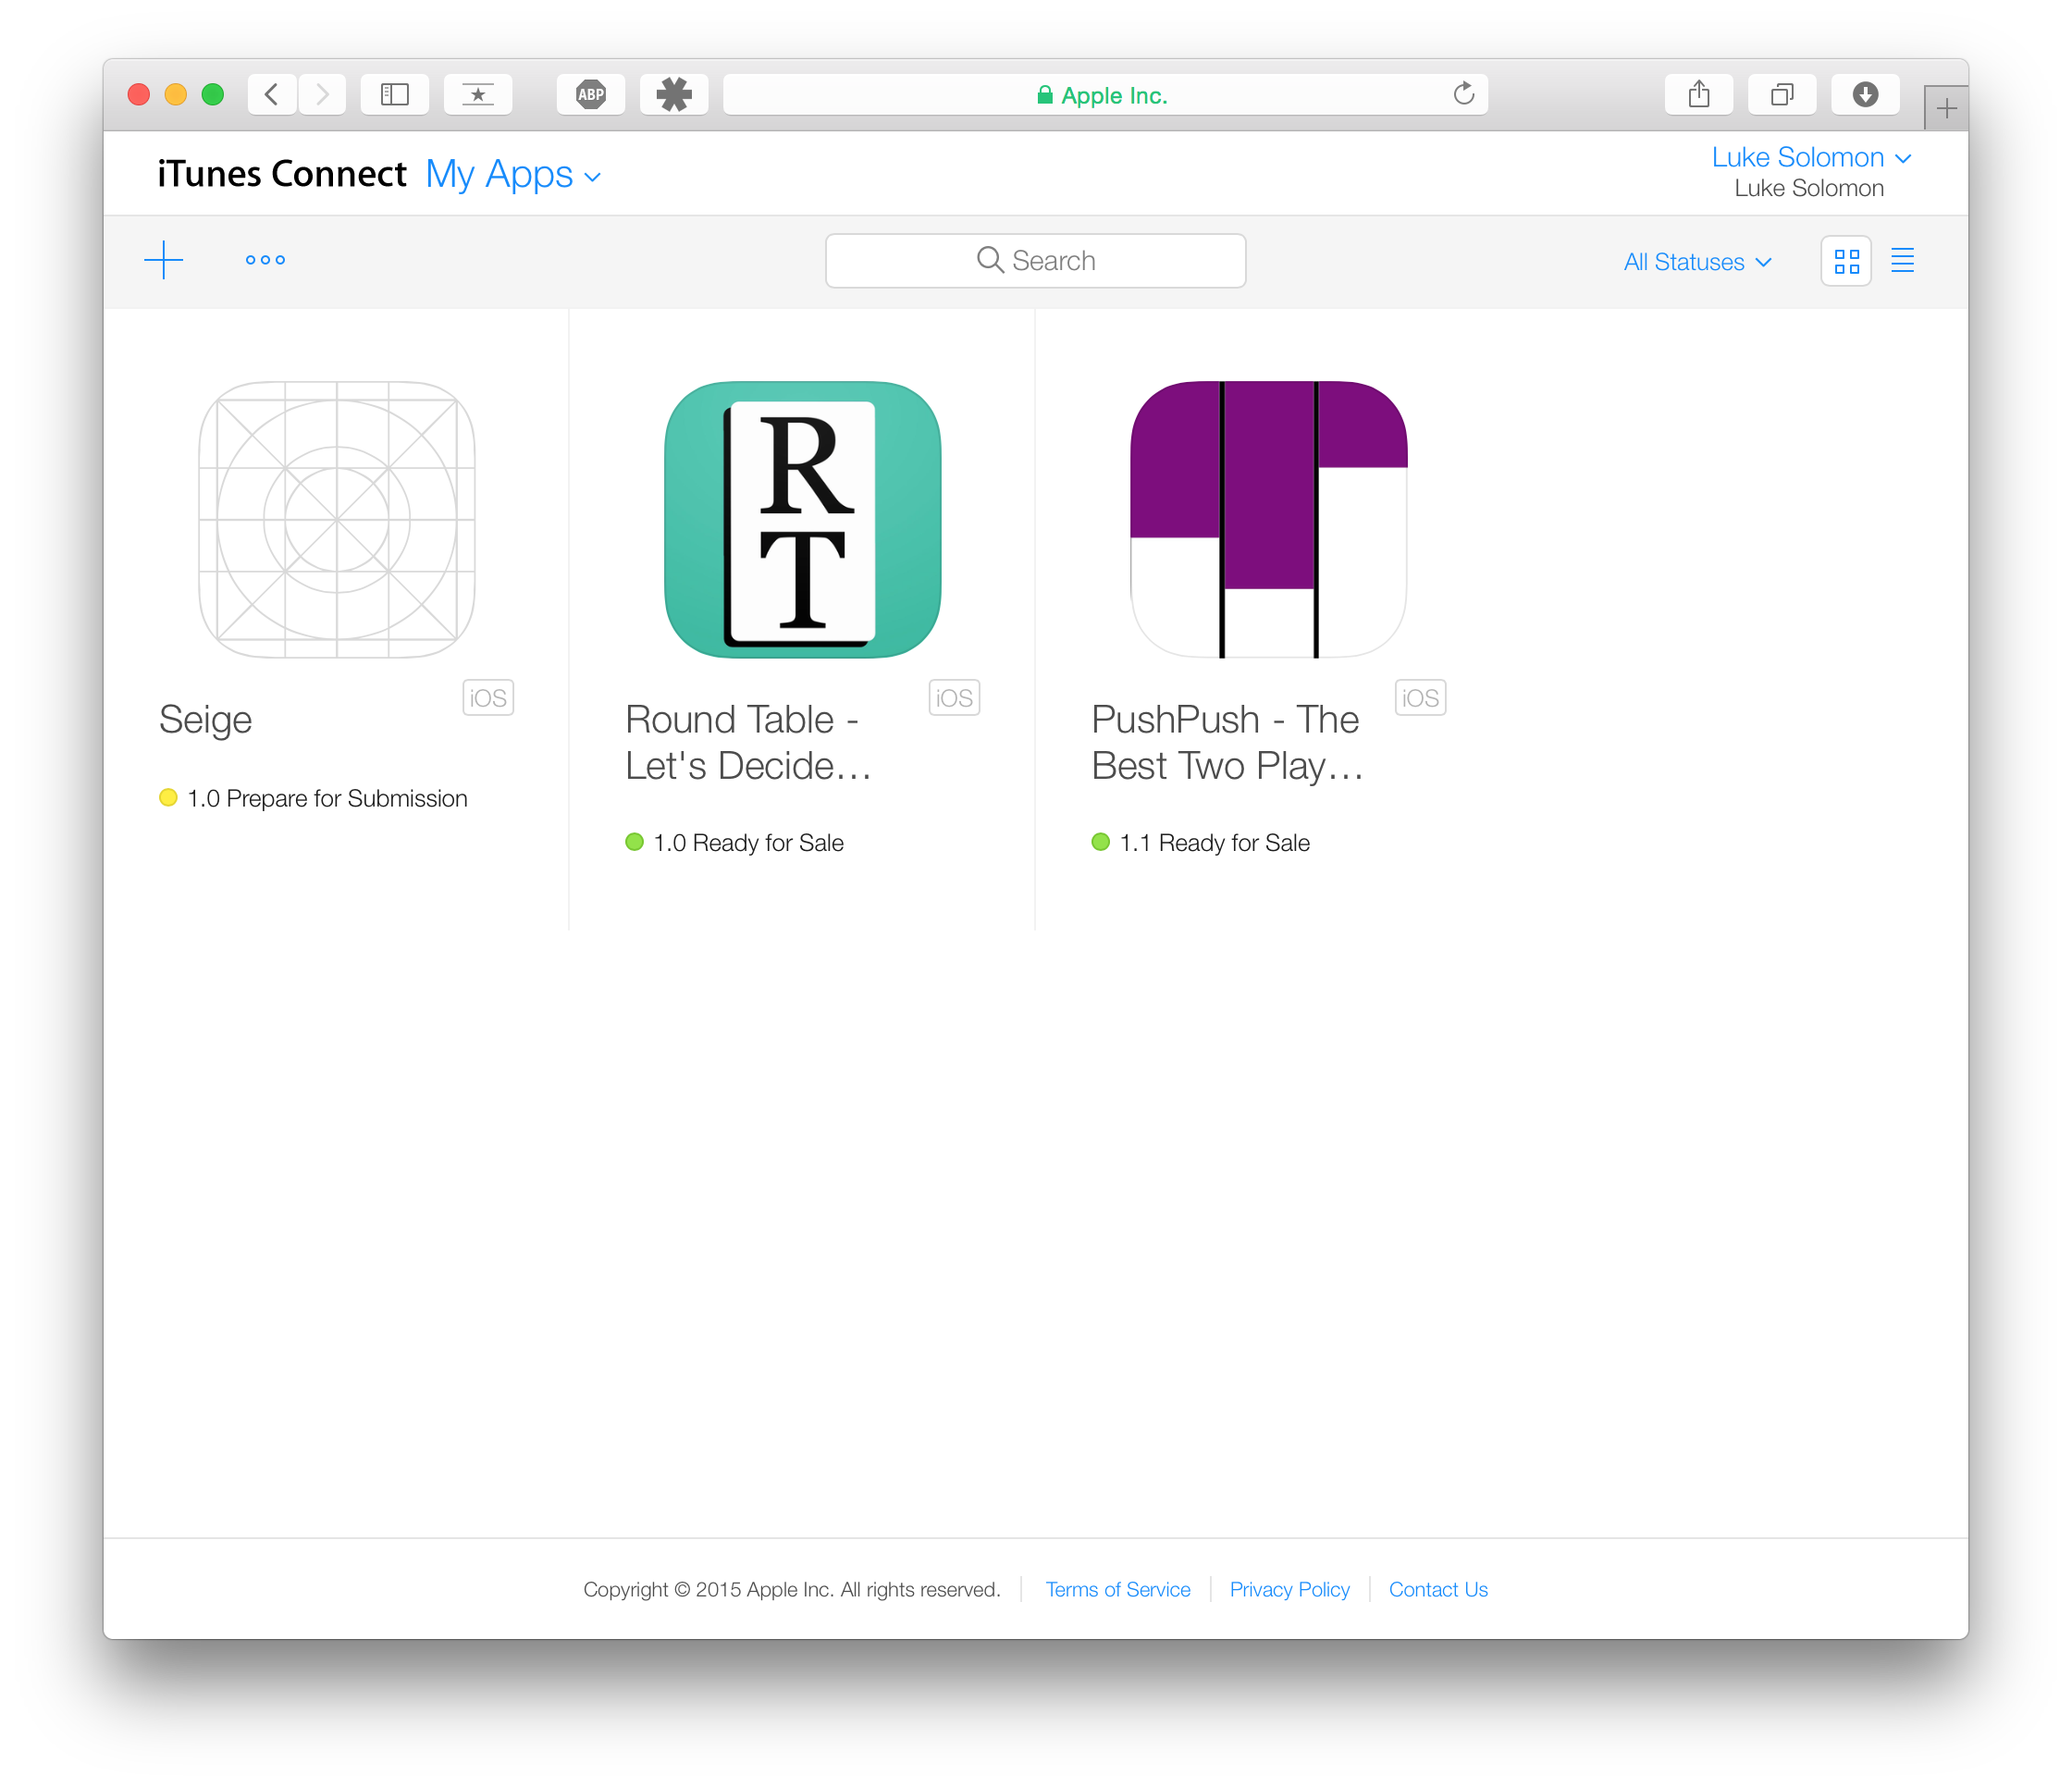 ABP
Apple Inc.
iTunes Connect My Apps
Luke Solomon
Luke Solomon
Search
All Statuses
R
T
iOS
Seige
1.0 Prepare for Submission
iOS
Round Table -
Let's Decide...
1.0 Ready for Sale
iOS
PushPush - The
Best Two Play...
1.1 Ready for Sale
Copyright © 2015 Apple Inc. All rights reserved. Terms of Service Privacy Policy Contact Us